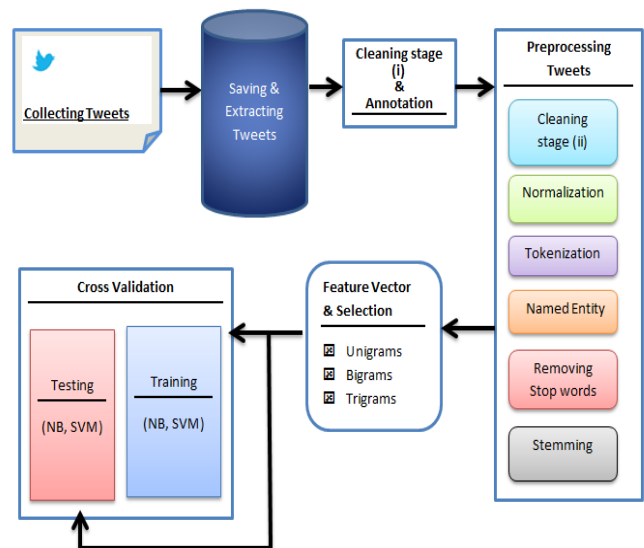 Collecting Tweets
Saving &
Extracting
Tweets
Cleaning stage
(i)
&
Annotation
Preprocessing
Tweets
Cleaning
stage (ii)
Normalization
Tokenization
Named Entity
Removing
Stop words
Stemming
Feature Vector
& Selection
Unigrams
Bigrams
Trigrams
Cross Validation
Testing
(NB, SVM)
Training
(NB, SVM)